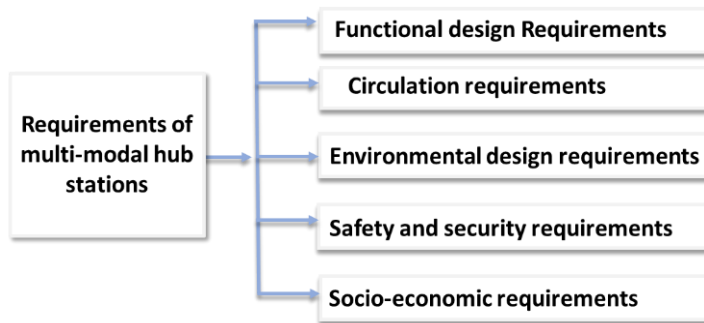 Requirements of
multi-modal hub
stations
Functional design Requirements
Circulation requirements
Environmental design requirements
Safety and security requirements
Socio-economic requirements